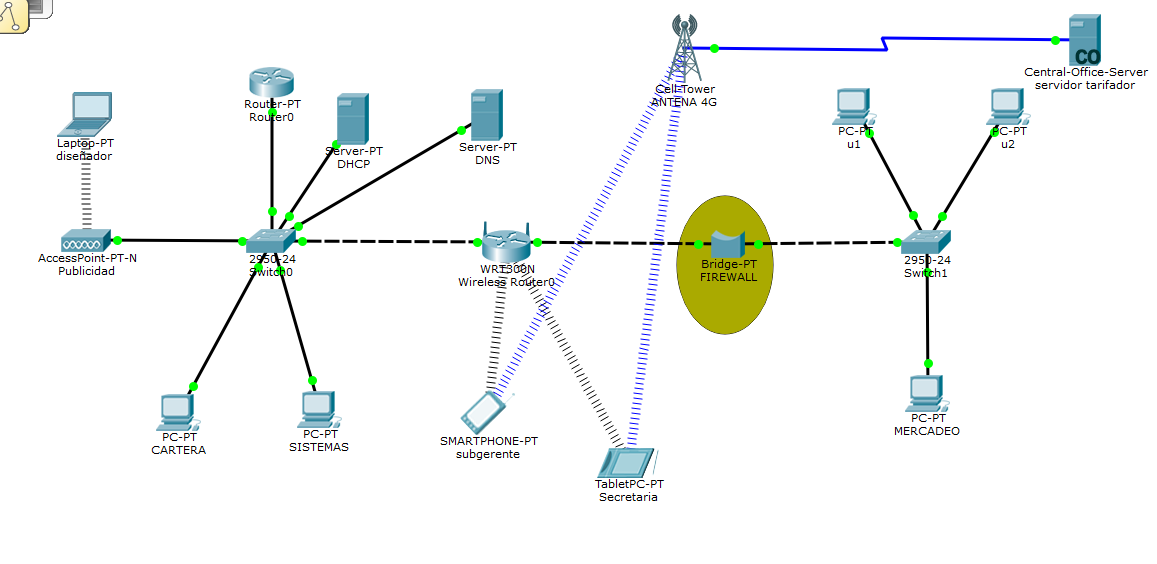 Cell-Tower
ANTENA 4G
CO
Central-Office-Server
servidor tarifador
Router-PT
Router0
Laptop-PT
diseñador
Server-PT
DHCP
Server-PT
DNS
PC-PT
u1
PC-PT
u2
AccessPoint-PT-N
Publicidad
2950-24
Switch0
WRT300N
Wireless Router0
Bridge-PT
FIREWALL
2950-24
Switch1
PC-PT
CARTERA
PC-PT
SISTEMAS
SMARTPHONE-PT
subgerente
PC-PT
MERCADEO
TabletPC-PT
Secretaria